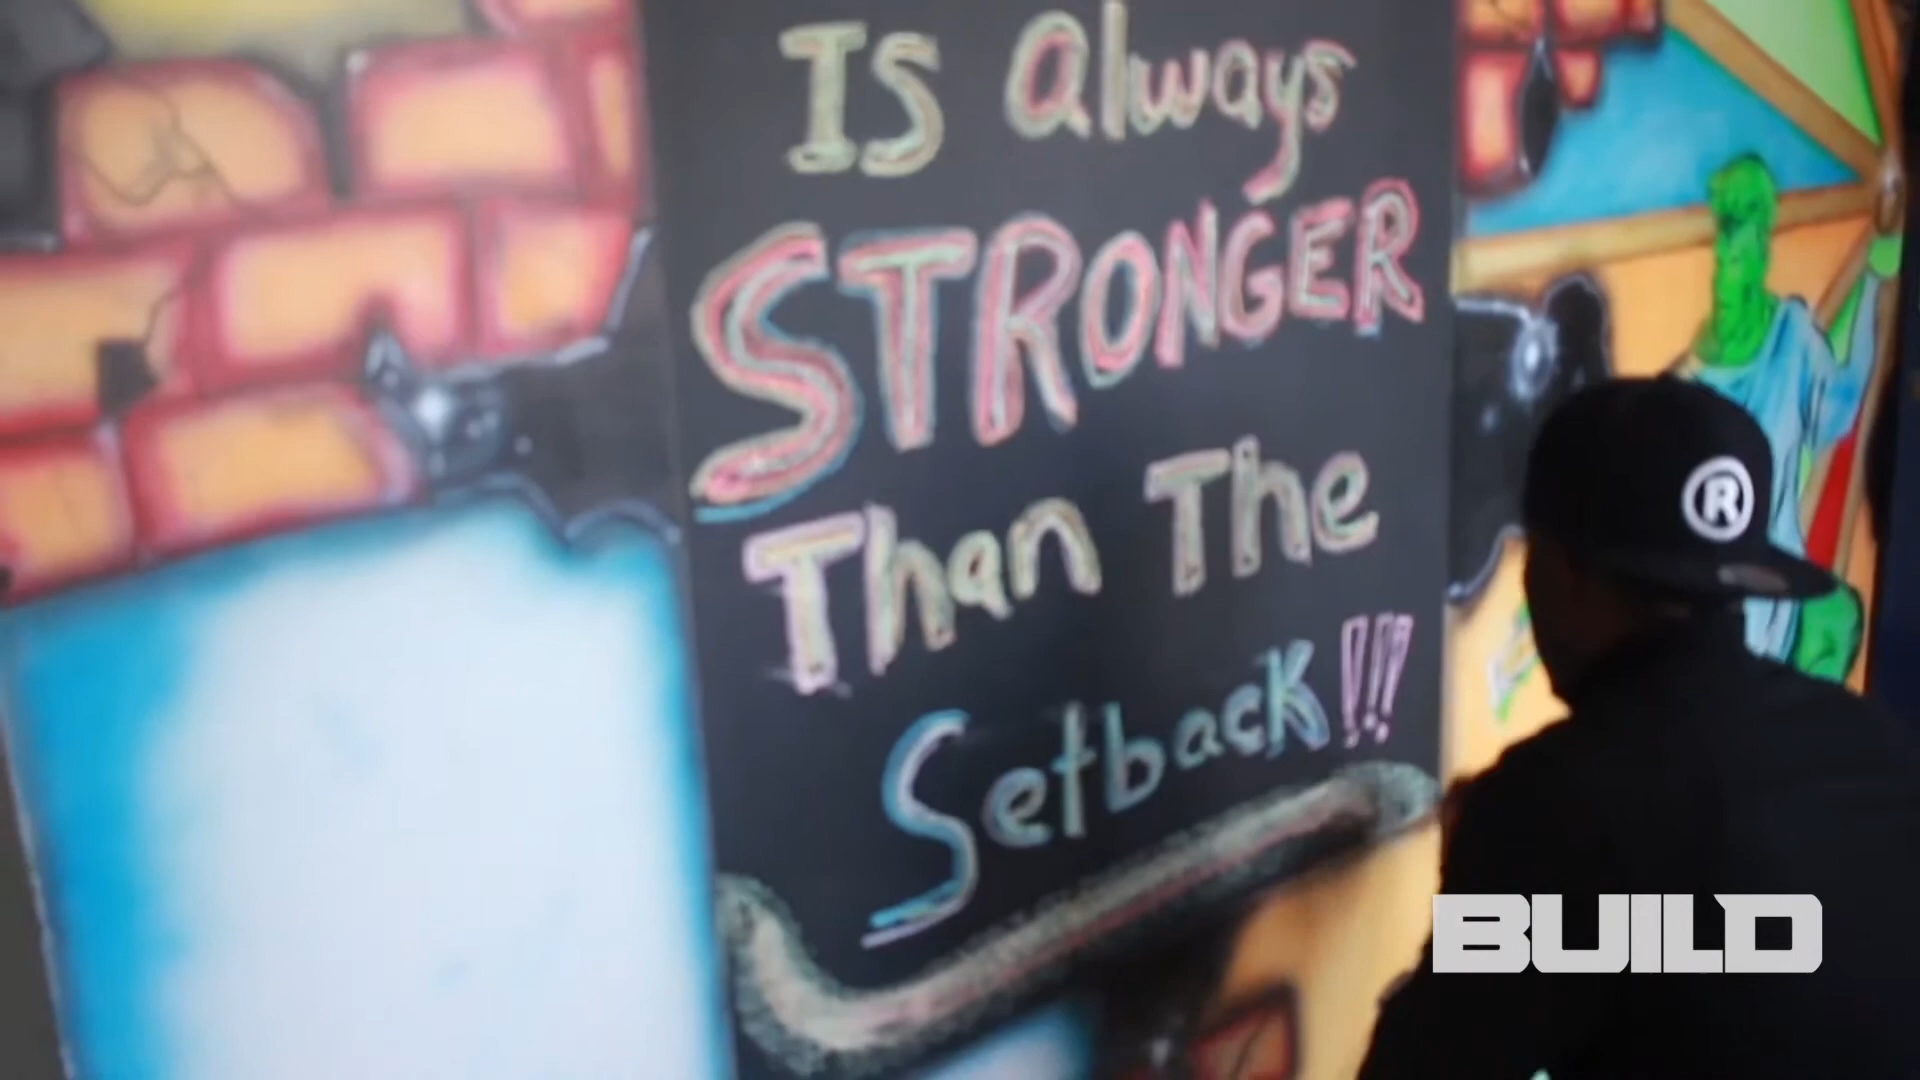 Is Always
STRONGER
Than The
Setback!!!
®
BUILD